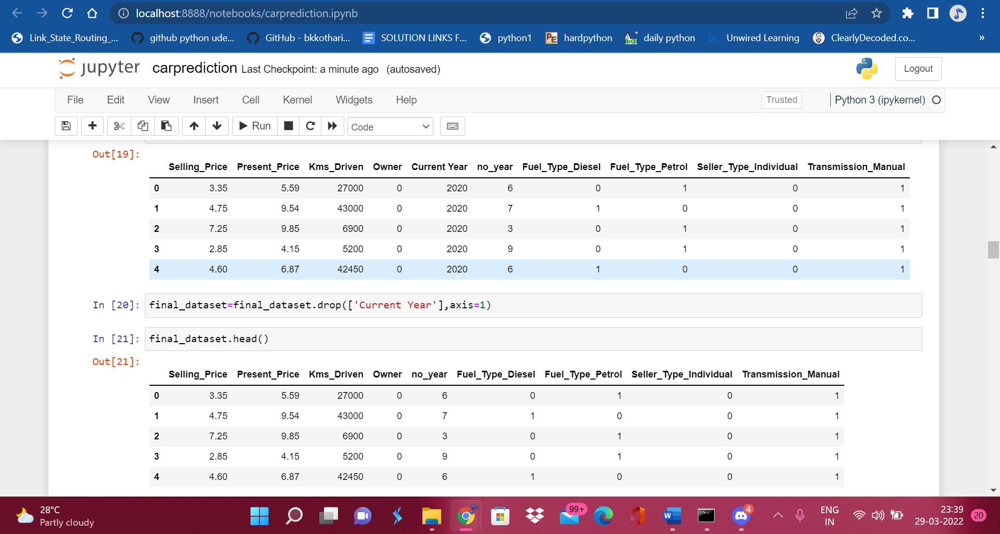 localhost:8888/notebooks/carprediction.ipynb
Link_State_Routing_... github python ude... GitHub - bkkothari... SOLUTION LINKS F... python1 PE hardpython 0xCD daily python UL Unwired Learning ClearlyDecoded.co... »
jupyter carprediction Last Checkpoint: a minute ago (autosaved) Logout
File Edit View Insert Cell Kernel Widgets Help Trusted Python 3 (ipykernel)
Run Code
Out[19]:
Selling_Price Present_Price Kms_Driven Owner Current Year no_year Fuel_Type_Diesel Fuel_Type_Petrol Seller_Type_Individual Transmission_Manual
0 3.35 5.59 27000 0 2020 6 0 1 0 1
1 4.75 9.54 43000 0 2020 7 1 0 0 1
2 7.25 9.85 6900 0 2020 3 0 1 0 1
3 2.85 4.15 5200 0 2020 9 0 1 0 1
4 4.60 6.87 42450 0 2020 6 1 0 0 1
In [20]: final_dataset=final_dataset.drop(['Current Year'],axis=1)
In [21]: final_dataset.head()
Out[21]:
Selling_Price Present_Price Kms_Driven Owner no_year Fuel_Type_Diesel Fuel_Type_Petrol Seller_Type_Individual Transmission_Manual
0 3.35 5.59 27000 0 6 0 1 0 1
1 4.75 9.54 43000 0 7 1 0 0 1
2 7.25 9.85 6900 0 3 0 1 0 1
3 2.85 4.15 5200 0 9 0 1 0 1
4 4.60 6.87 42450 0 6 1 0 0 1
28°C
Partly cloudy
99+
W
4
ENG
IN
23:39
29-03-2022
20